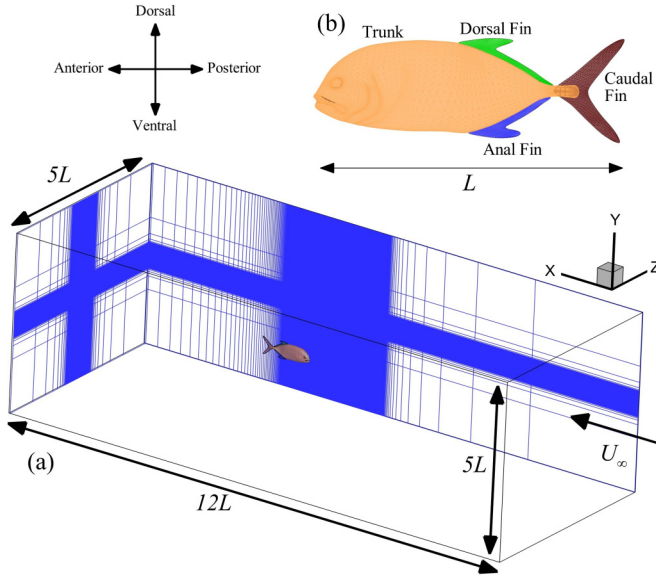 Dorsal
Anterior
Posterior
Ventral
(b)
Trunk
Dorsal Fin
Caudal
Fin
Anal Fin
L
5L
Y
X
Z
5L
U∞
(a)
12L